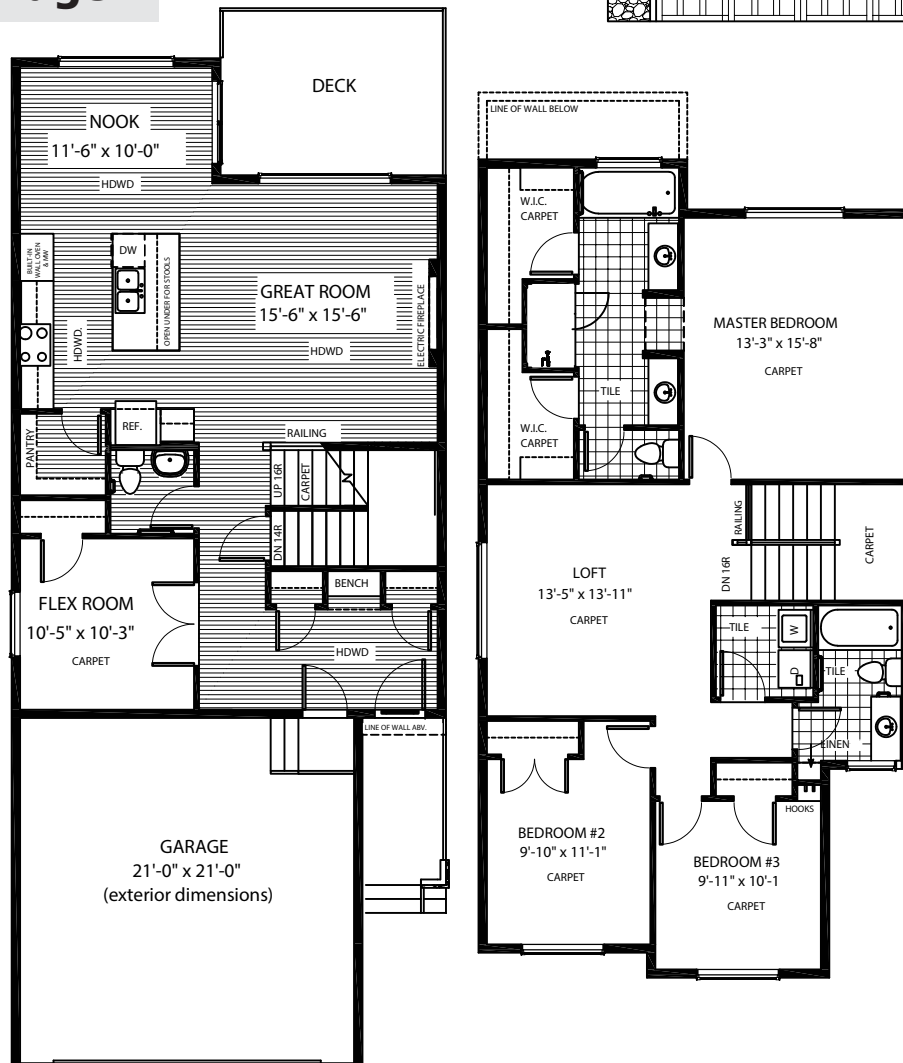 DECK
NOOK
11'-6" x 10'-0"
HDWD
BUILT-IN
WALL OVEN
& MW
DW
OPEN UNDER FOR STOOLS
GREAT ROOM
15'-6" x 15'-6"
HDWD
ELECTRIC FIREPLACE
HDWD.
PANTRY
REF.
RAILING
UP 16R
CARPET
DN 14R
BENCH
FLEX ROOM
10'-5" x 10'-3"
CARPET
HDWD
LINE OF WALL ABV.
GARAGE
21'-0" x 21'-0"
(exterior dimensions)
LINE OF WALL BELOW
W.I.C.
CARPET
MASTER BEDROOM
13'-3" x 15'-8"
CARPET
TILE
W.I.C.
CARPET
RAILING
DN 16R
CARPET
LOFT
13'-5" x 13'-11"
CARPET
TILE
W
D
TILE
LINEN
HOOKS
BEDROOM #2
9'-10" x 11'-1"
CARPET
BEDROOM #3
9'-11" x 10'-1
CARPET